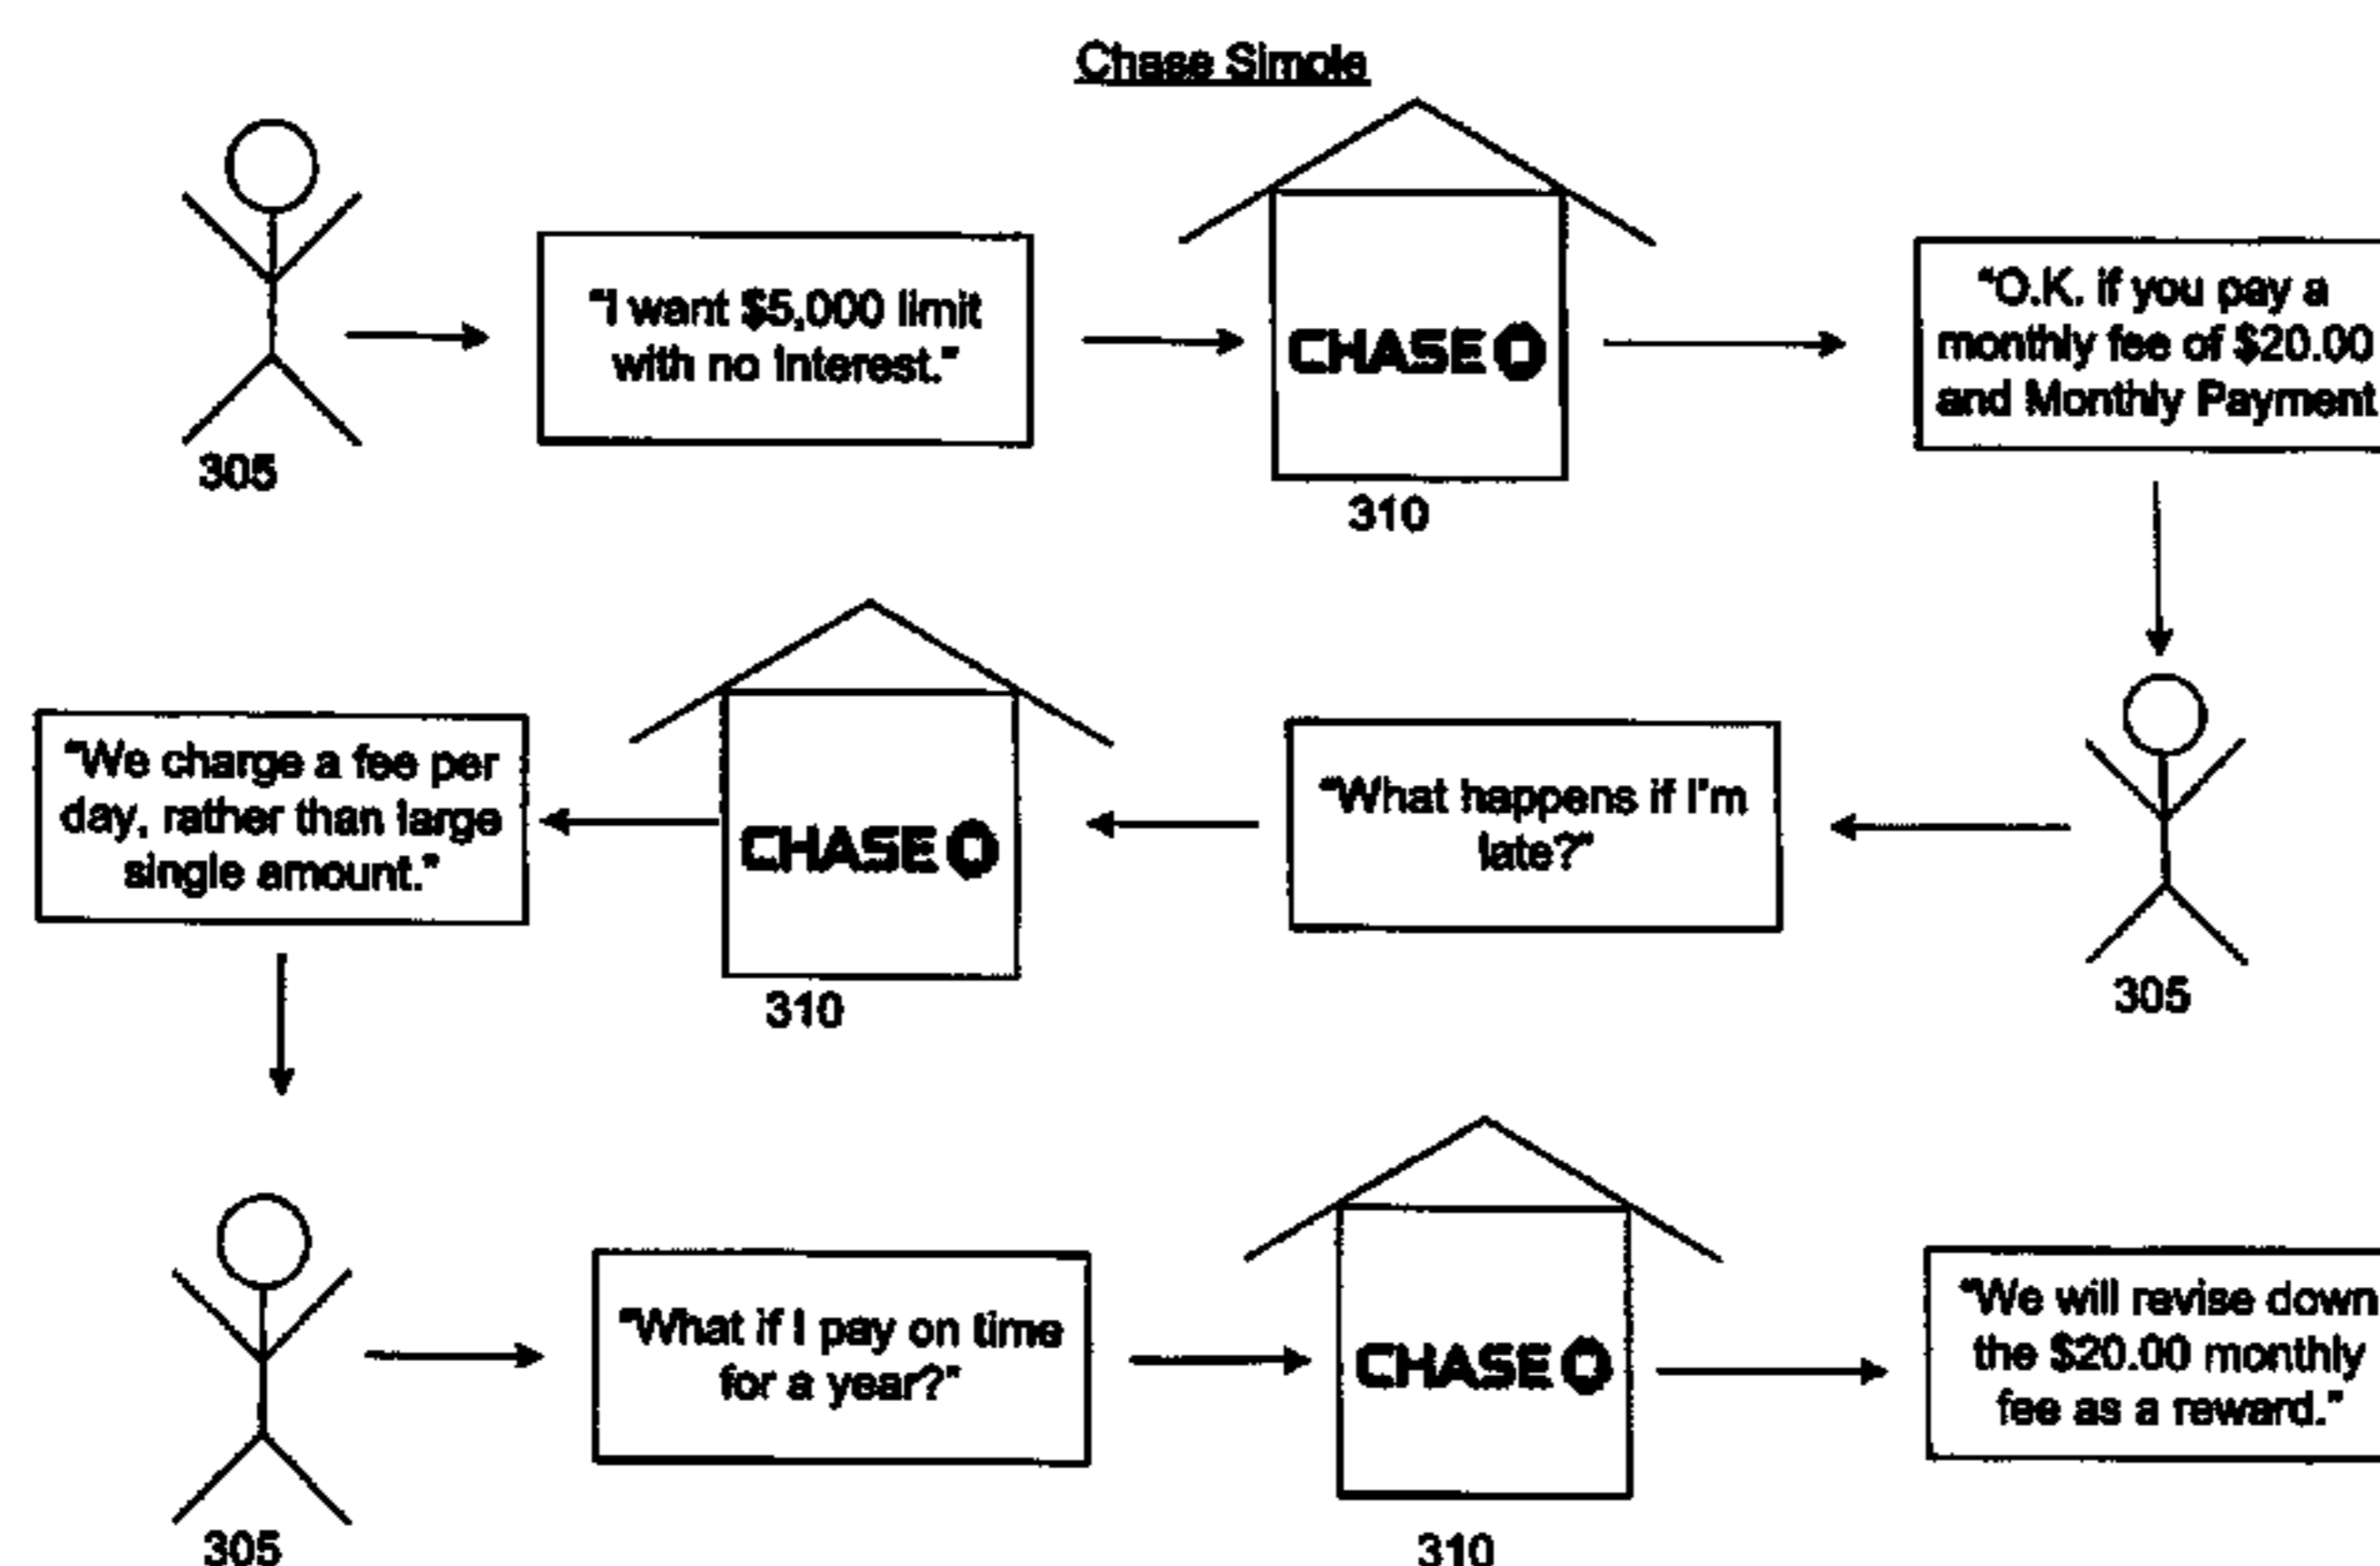 Chase Simple
"I want $5,000 limit
with no interest."
CHASE
"O.K. if you pay a
monthly fee of $20.00
and Monthly Payment
305
310
"We charge a fee per
day, rather than large
single amount."
CHASE
"What happens if I'm
late?"
310
305
"What if I pay on time
for a year?"
CHASE
"We will revise down
the $20.00 monthly
fee as a reward."
305
310